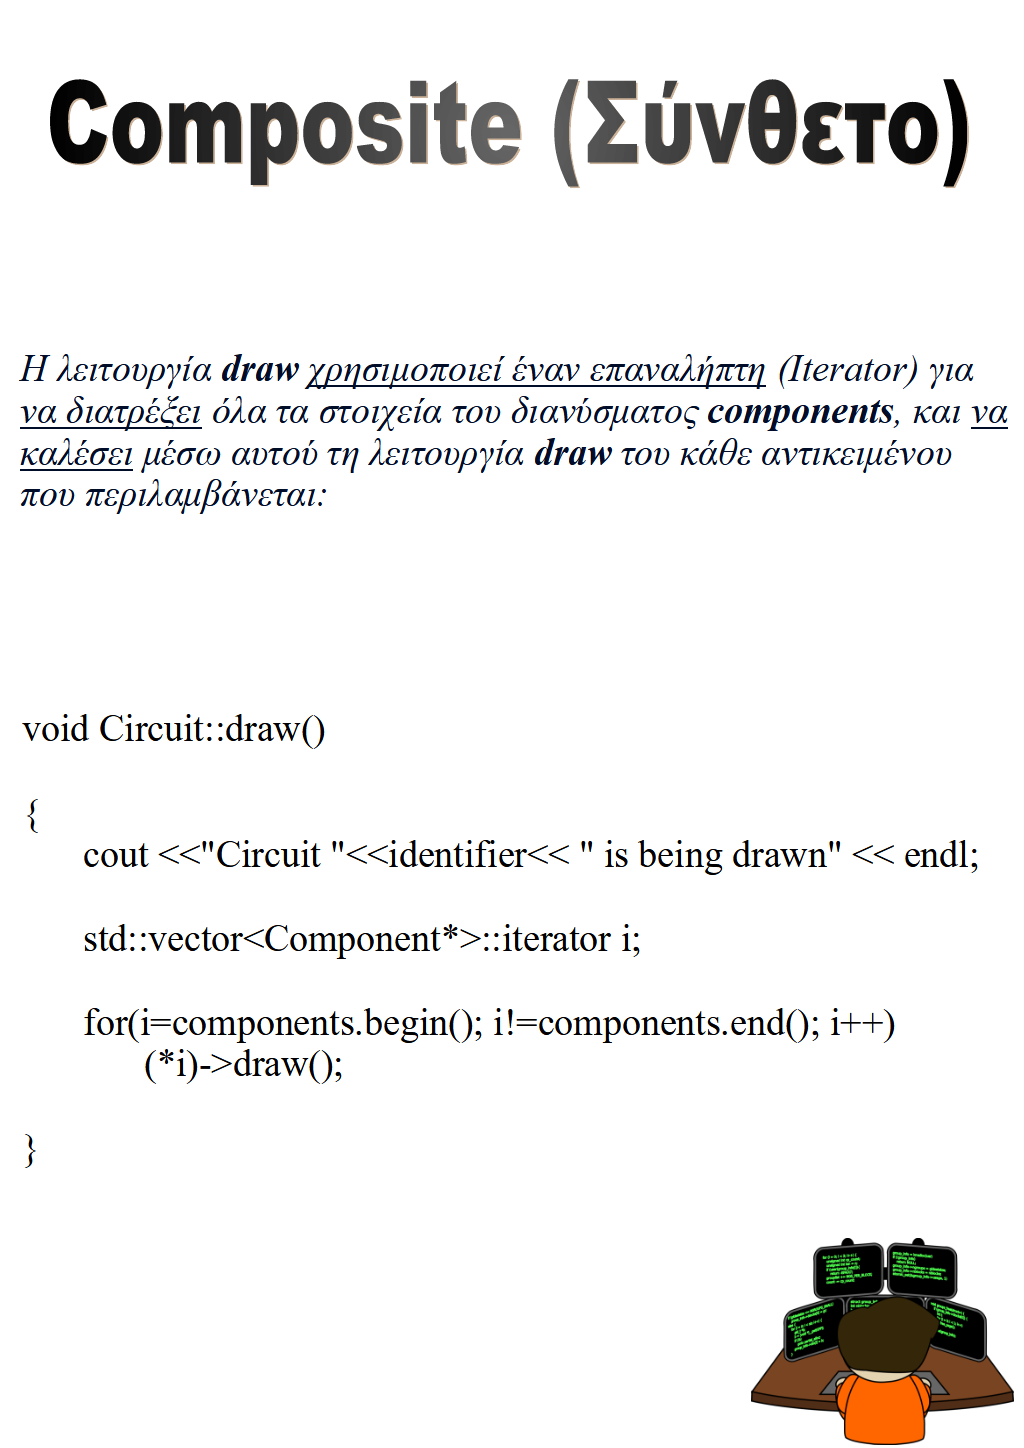 Composite (Σύνθετο)
Η λειτουργία draw χρησιμοποιεί έναν επαναλήπτη (Iterator) για
να διατρέξει όλα τα στοιχεία του διανύσματος components, και να
καλέσει μέσω αυτού τη λειτουργία draw του κάθε αντικειμένου
που περιλαμβάνεται:
void Circuit::draw()
{
cout <<"Circuit "<<identifier<< " is being drawn" << endl;
std::vector<Component*>::iterator i;
for(i=components.begin(); i!=components.end(); i++)
(*i)->draw();
}